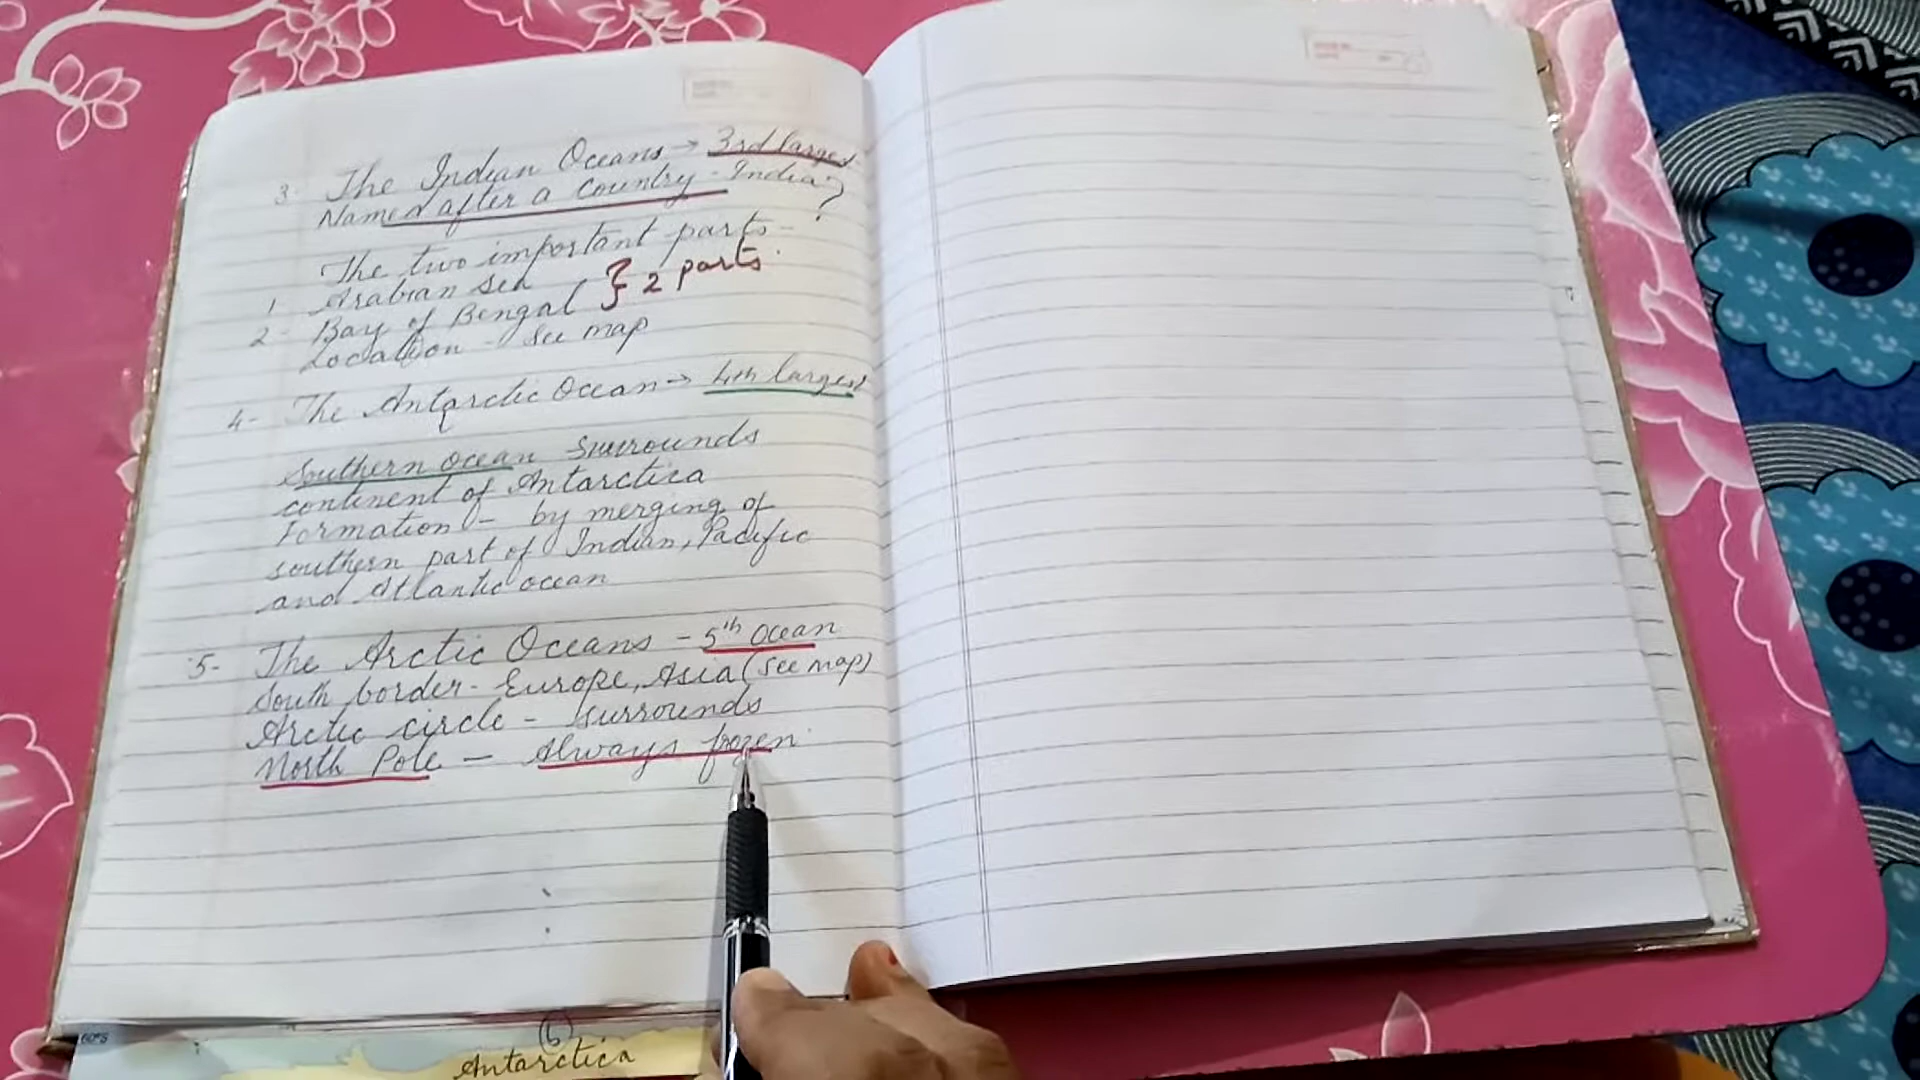 3. The Indian Oceans → 3rd largest
Named after a Country - India?
?
The two important parts -
1 Arabian Sea
2 - Bay of Bengal } 2 parts.
Location - See map
4 - The Antarctic Ocean → 4th largest
Southern Ocean Surrounds
continent of Antarctica
Formation - by merging of
southern part of Indian, Pacific
and Atlantic ocean
5 - The Arctic Oceans - 5th Ocean
South border - Europe, Asia (See map)
Arctic circle - surrounds
North Pole - Always frozen
60°S
6
Antarctica